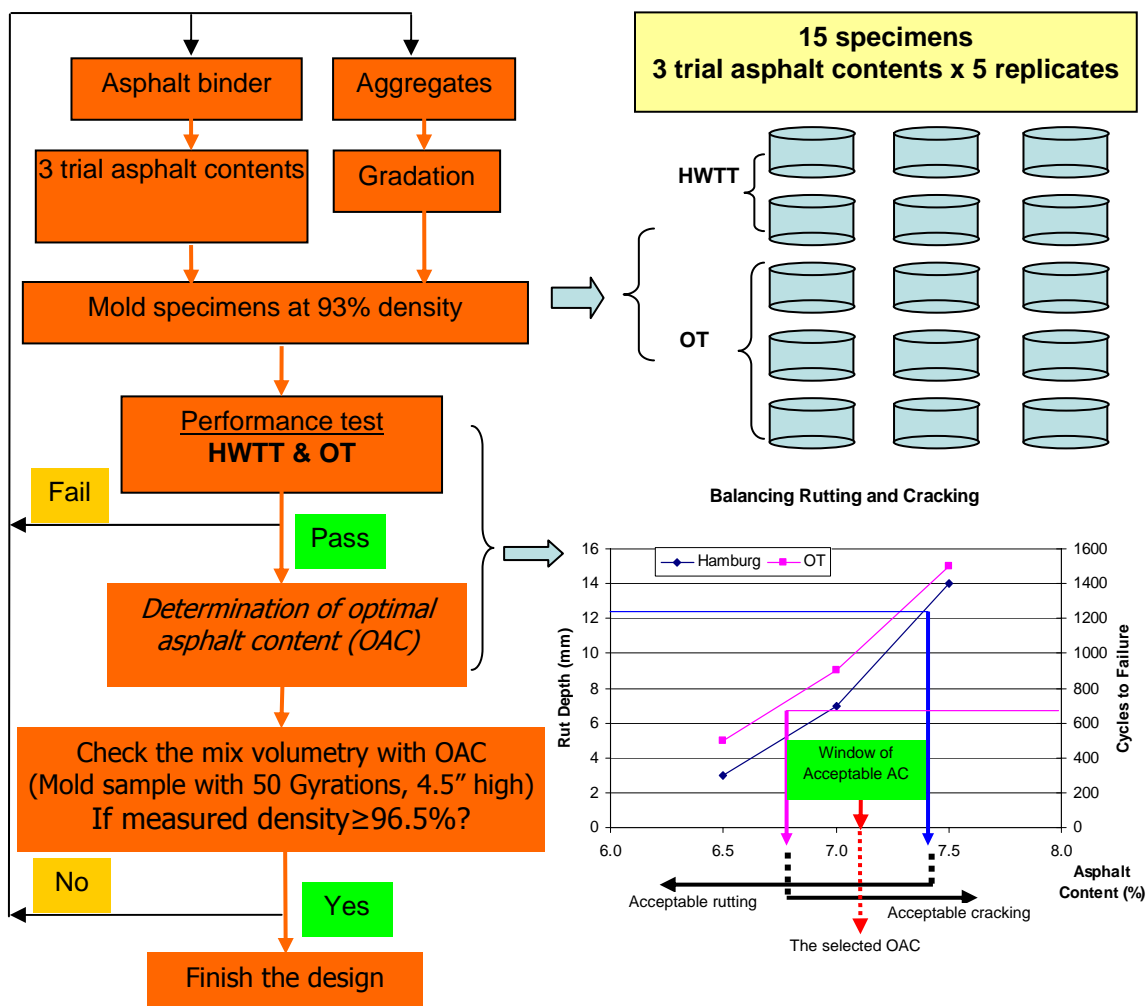 Asphalt binder
Aggregates
3 trial asphalt contents
Gradation
Mold specimens at 93% density
Performance test
HWTT & OT
Fail
Pass
Determination of optimal
asphalt content (OAC)
Check the mix volumetry with OAC
(Mold sample with 50 Gyrations, 4.5” high)
If measured density≥96.5%?
No
Yes
Finish the design
15 specimens
3 trial asphalt contents x 5 replicates
HWTT
OT
Balancing Rutting and Cracking
Hamburg
OT
Rut Depth (mm)
16
14
12
10
8
6
4
2
0
Cycles to Failure
1600
1400
1200
1000
800
600
400
200
0
Window of
Acceptable AC
6.0
6.5
7.0
7.5
8.0
Asphalt
Content (%)
Acceptable rutting
Acceptable cracking
The selected OAC